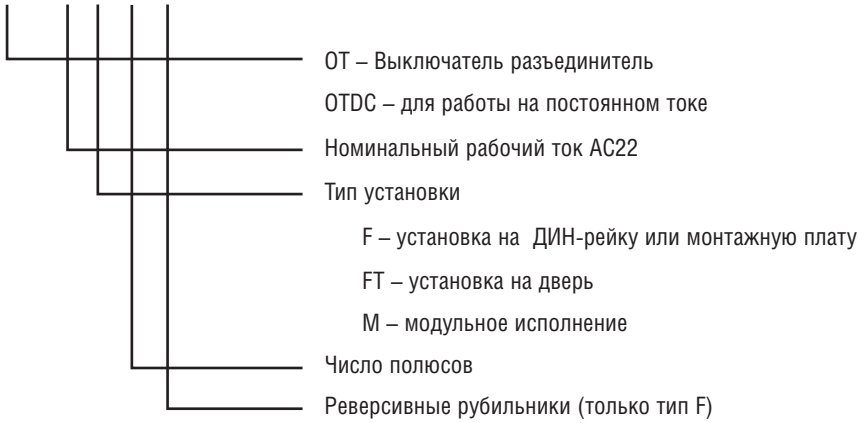 OT – Выключатель разъединитель
OTDC – для работы на постоянном токе
Номинальный рабочий ток AC22
Тип установки
F – установка на ДИН-рейку или монтажную плату
FT – установка на дверь
M – модульное исполнение
Число полюсов
Реверсивные рубильники (только тип F)